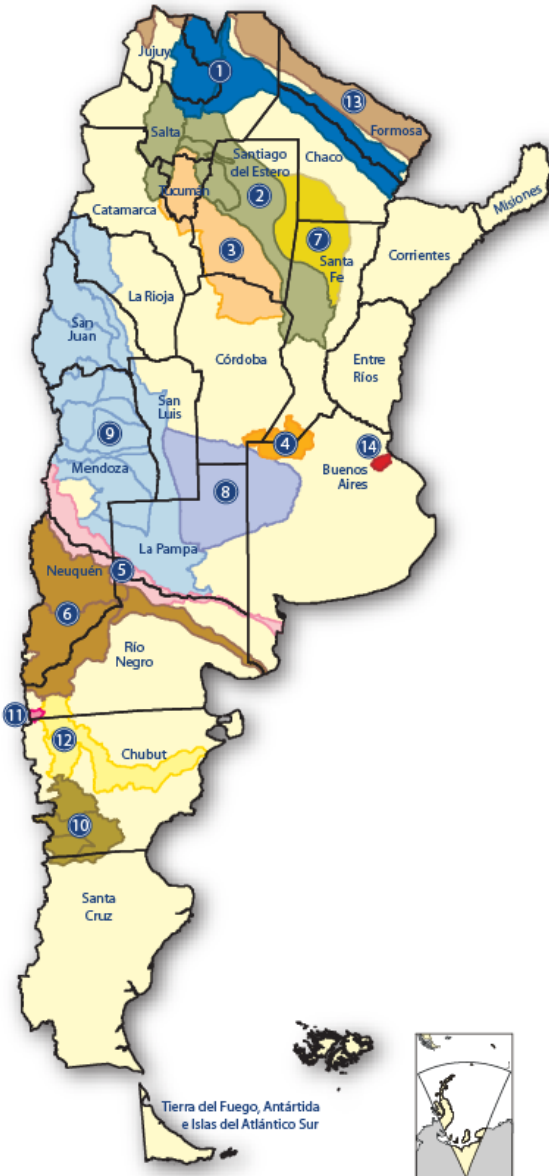 Jujuy
1
13
Formosa
Salta
Santiago
del Estero
Chaco
Misiones
Tucumán
2
Catamarca
3
7
Santa
Fe
Corrientes
La Rioja
San
Juan
Córdoba
Entre
Ríos
San
Luis
9
4
14
Mendoza
8
Buenos
Aires
La Pampa
Neuquén
5
6
Río
Negro
11
12
Chubut
10
Santa
Cruz
Tierra del Fuego, Antártida
e Islas del Atlántico Sur